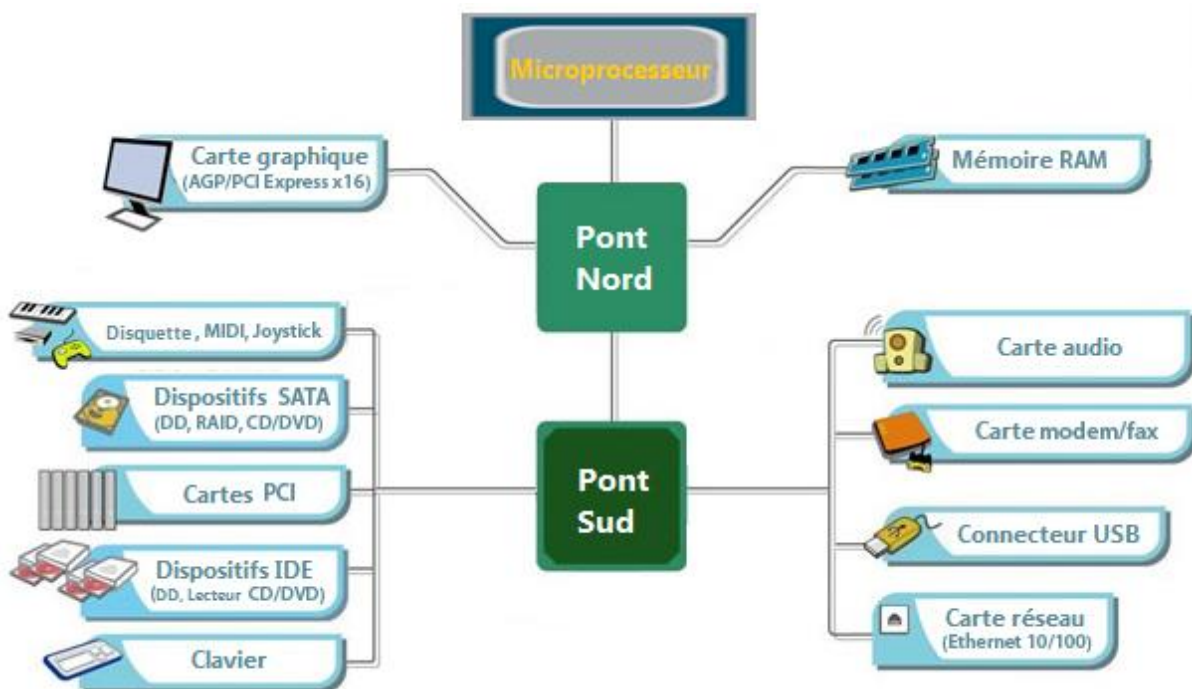 Microprocesseur
Carte graphique
(AGP/PCI Express x16)
Mémoire RAM
Pont
Nord
Disquette, MIDI, Joystick
Dispositifs SATA
(DD, RAID, CD/DVD)
Cartes PCI
Dispositifs IDE
(DD, Lecteur CD/DVD)
Clavier
Pont
Sud
Carte audio
Carte modem/fax
Connecteur USB
Carte réseau
(Ethernet 10/100)